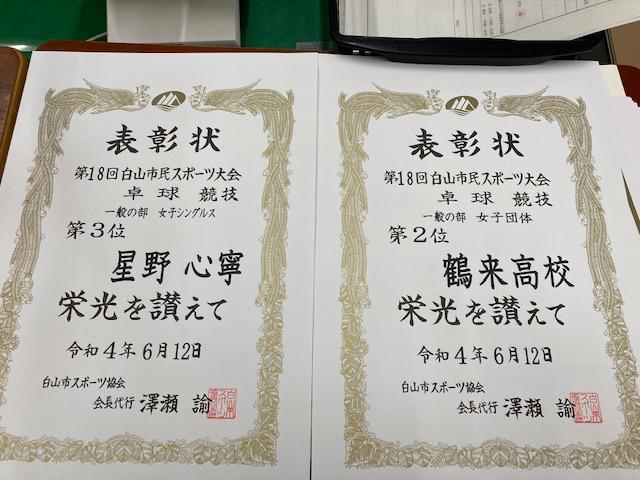 表彰状
第18回白山市民スポーツ大会
卓球競技
一般の部 女子シングルス
第3位
星野 心寧
栄光を讃えて
令和4年6月12日
白山市スポーツ協会
会長代行 澤瀬 諭
表彰状
第18回白山市民スポーツ大会
卓球競技
一般の部 女子団体
第2位
鶴来高校
栄光を讃えて
令和4年6月12日
白山市スポーツ協会
会長代行 澤瀬 諭